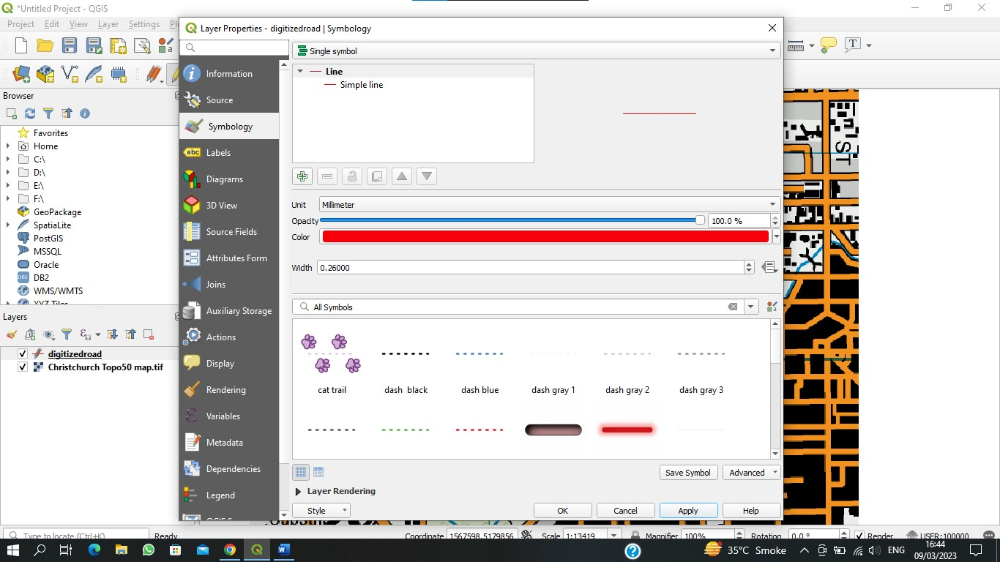 *Untitled Project — QGIS
Project Edit View Layer Settings
Layer Properties - digitizedroad | Symbology
Single symbol
Information
Source
Symbology
Labels
abc
Diagrams
3D View
Source Fields
Attributes Form
Joins
Auxiliary Storage
Actions
Display
Rendering
Variables
Metadata
Dependencies
Legend
Line
Simple line
Unit Millimeter
Opacity 100.0 %
Color
Width 0.26000
All Symbols
cat trail dash black dash blue dash gray 1 dash gray 2 dash gray 3
Save Symbol Advanced
Layer Rendering
Style OK Cancel Apply Help
Browser
Favorites
Home
C:\
D:\
E:\
F:\
GeoPackage
SpatiaLite
PostGIS
MSSQL
Oracle
DB2 DB2
WMS/WMTS
XYZ Tiles
Layers
digitizedroad
Christchurch Topo50 map.tif
ST
Type to locate (Ctrl+K) Ready Coordinate 1567598,5179856 Scale 1:13419 Magnifier 100% Rotation 0.0 ° Render USER:100000
35°C Smoke ENG 16:44
09/03/2023